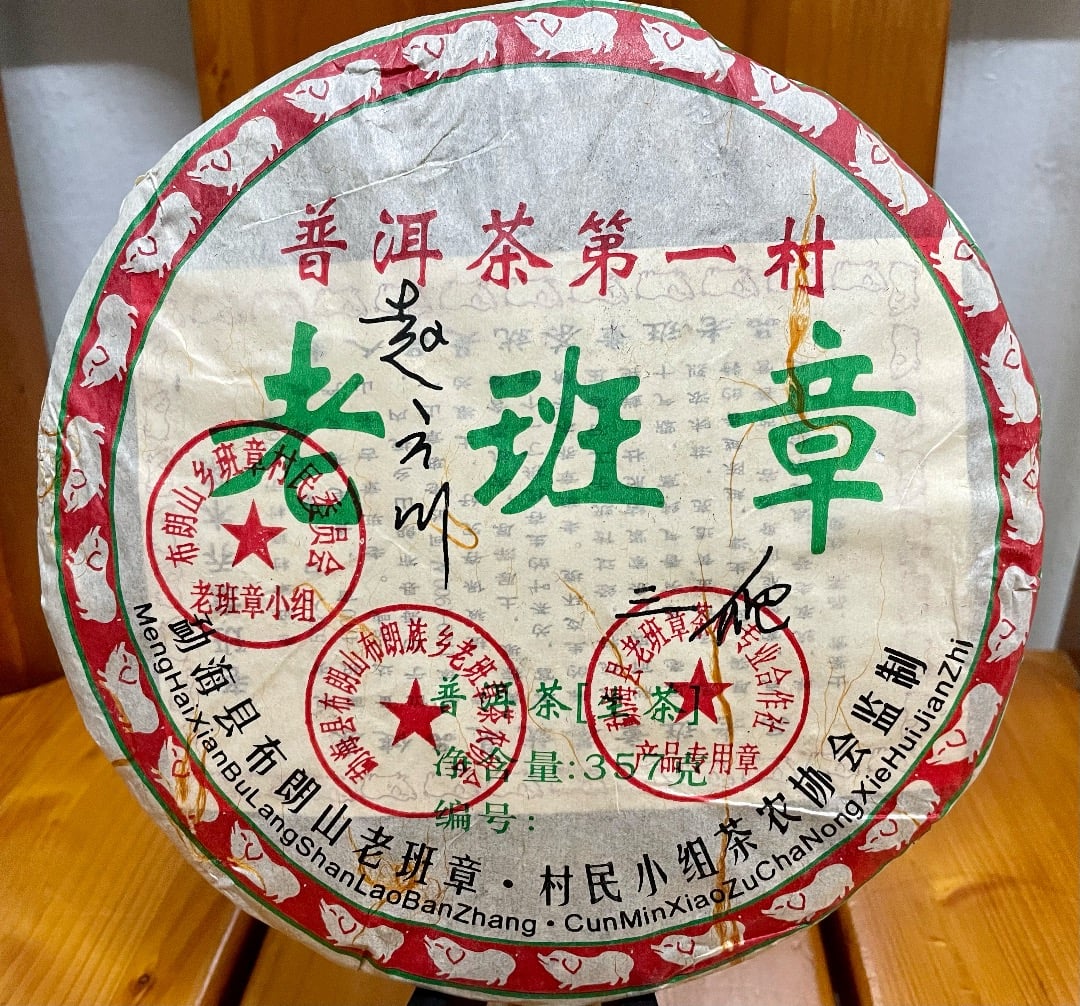 普洱茶第一村
老班章
三爬
布朗山乡班章村民委员会
老班章小组
勐海县布朗山布朗族乡老班章茶农协会
勐海县老班章茶
专业合作社
产品专用章
普洱茶[生茶]
净含量:357克
编号:
勐海县布朗山老班章·村民小组茶农协会监制
MengHaiXianBuLangShanLaoBanZhang·CunMinXiaoZuChaNongXieHuiJianZhi